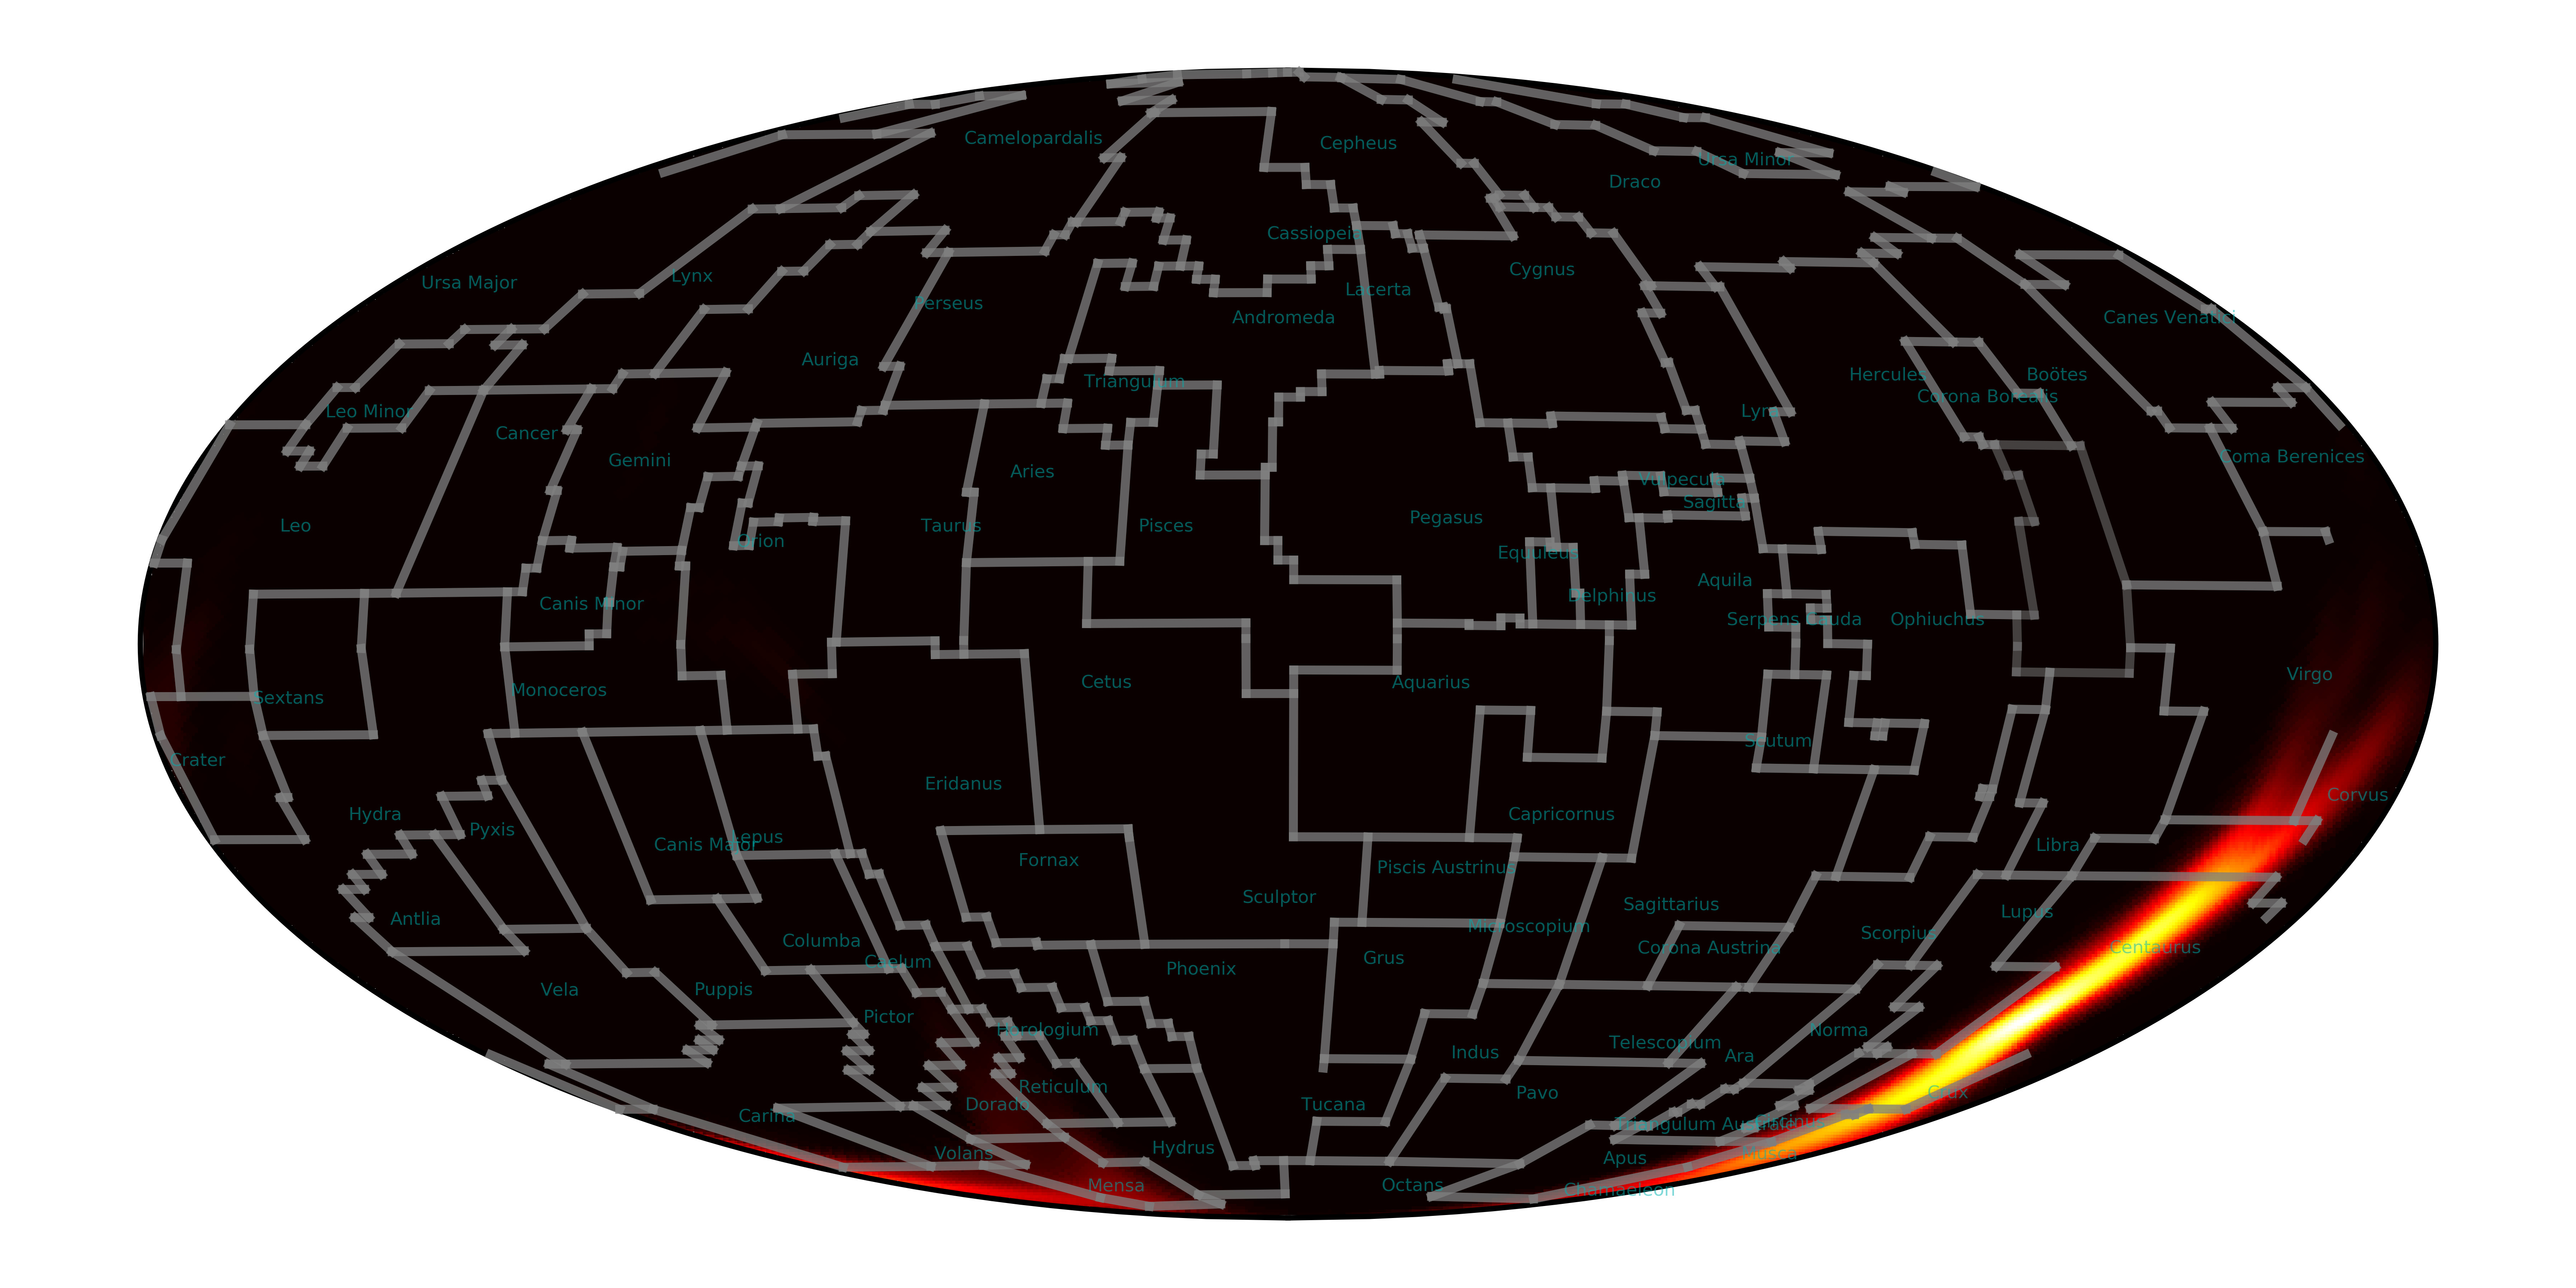 Camelopardalis
Cepheus
Ursa Minor
Draco
Cassiopeia
Cygnus
Lynx
Ursa Major
Lacerta
Perseus
Andromeda
Canes Venatici
Auriga
Hercules
Boötes
Triangulum
Corona Borealis
Leo Minor
Lyra
Cancer
Coma Berenices
Gemini
Aries
Vulpecula
Sagitta
Pegasus
Leo
Taurus
Pisces
Orion
Equuleus
Aquila
Delphinus
Canis Minor
Serpens Cauda
Ophiuchus
Virgo
Cetus
Aquarius
Monoceros
Sextans
Scutum
Crater
Eridanus
Corvus
Hydra
Capricornus
Pyxis
Lepus
Canis Major
Libra
Fornax
Piscis Austrinus
Sculptor
Sagittarius
Lupus
Antlia
Microscopium
Scorpius
Columba
Corona Austrina
Centaurus
Grus
Caelum
Phoenix
Vela
Puppis
Pictor
Horologium
Norma
Telescopium
Indus
Ara
Reticulum
Pavo
Crux
Dorado
Tucana
Carina
Triangulum Australe
Circinus
Hydrus
Volans
Musca
Apus
Mensa
Octans
Chamaeleon